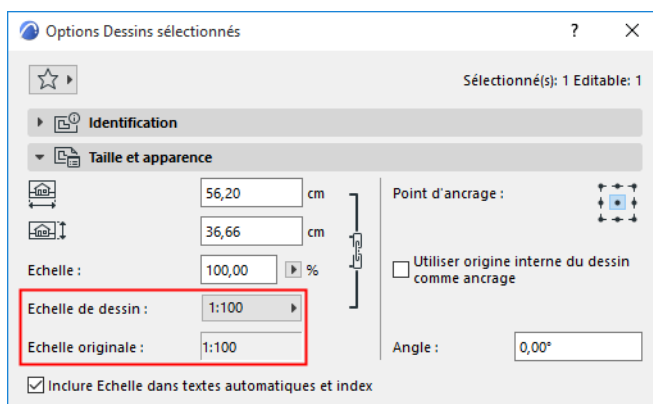 Options Dessins sélectionnés
Sélectionné(s): 1 Editable: 1
Identification
Taille et apparence
56,20 cm
Point d'ancrage :
36,66 cm
Echelle : 100,00 %
Utiliser origine interne du dessin
comme ancrage
Echelle de dessin : 1:100
Echelle originale : 1:100
Angle : 0,00°
Inclure Echelle dans textes automatiques et index